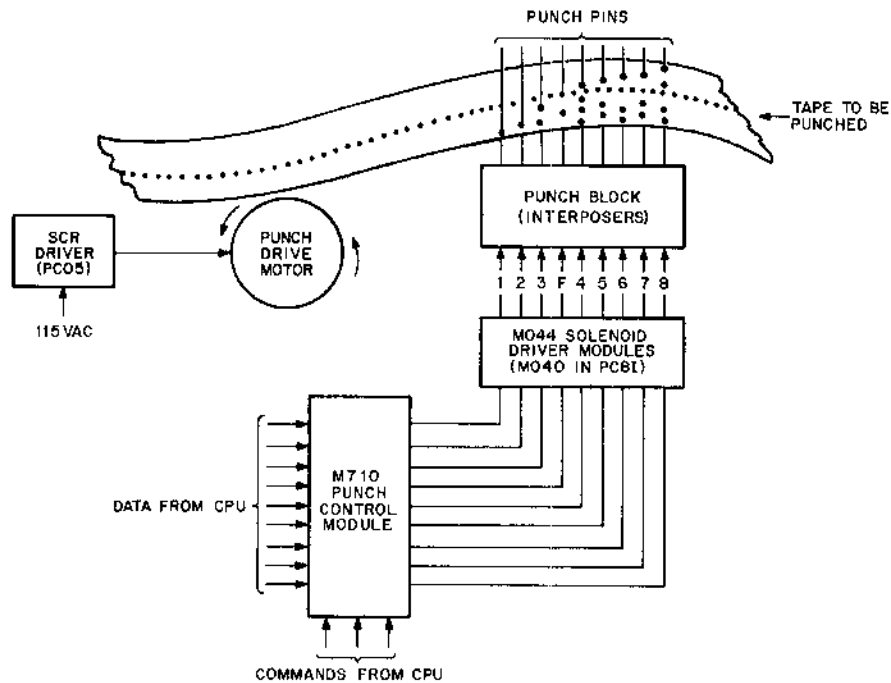 PUNCH PINS
TAPE TO BE
PUNCHED
PUNCH BLOCK
(INTERPOSERS)
SCR
DRIVER
(PC05)
PUNCH
DRIVE
MOTOR
115VAC
1 2 3 F 4 5 6 7 8
M044 SOLENOID
DRIVER MODULES
(M040 IN PC8I)
M710
PUNCH
CONTROL
MODULE
DATA FROM CPU
COMMANDS FROM CPU